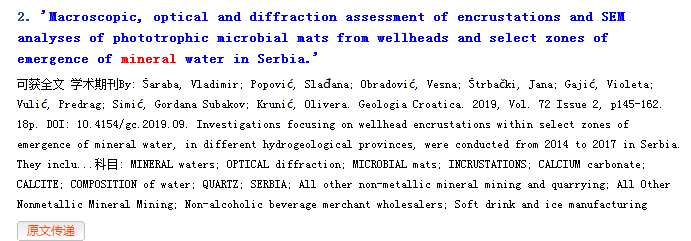 2. 'Macroscopic, optical and diffraction assessment of encrustations and SEM
analyses of phototrophic microbial mats from wellheads and select zones of
emergence of mineral water in Serbia.'
可获全文 学术期刊By: Šaraba, Vladimir; Popović, Slađana; Obradović, Vesna; Štrbački, Jana; Gajić, Violeta;
Vulić, Predrag; Simić, Gordana Subakov; Krunić, Olivera. Geologia Croatica. 2019, Vol. 72 Issue 2, p145-162.
18p. DOI: 10.4154/gc.2019.09. Investigations focusing on wellhead encrustations within select zones of
emergence of mineral water, in different hydrogeological provinces, were conducted from 2014 to 2017 in Serbia.
They inclu...科目: MINERAL waters; OPTICAL diffraction; MICROBIAL mats; INCRUSTATIONS; CALCIUM carbonate;
CALCITE; COMPOSITION of water; QUARTZ; SERBIA; All other non-metallic mineral mining and quarrying; All Other
Nonmetallic Mineral Mining; Non-alcoholic beverage merchant wholesalers; Soft drink and ice manufacturing
原文传递